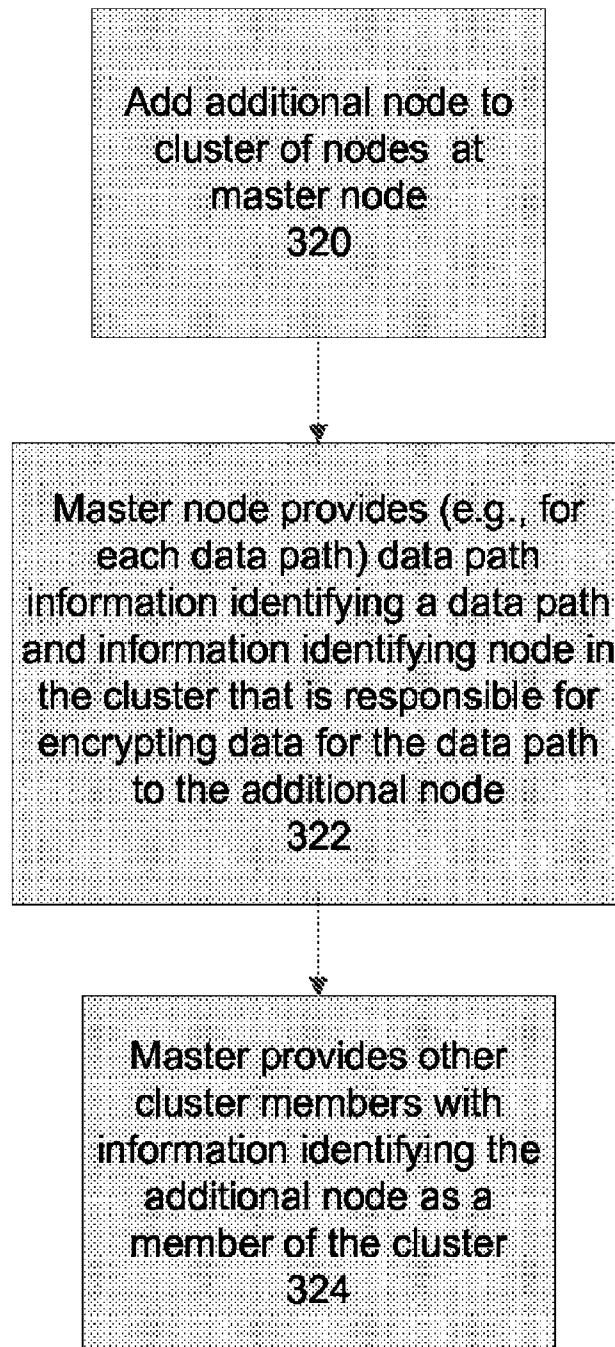 Add additional node to
cluster of nodes at
master node
320
Master node provides (e.g., for
each data path) data path
information identifying a data path
and information identifying node in
the cluster that is responsible for
encrypting data for the data path
to the additional node
322
Master provides other
cluster members with
information identifying the
additional node as a
member of the cluster
324